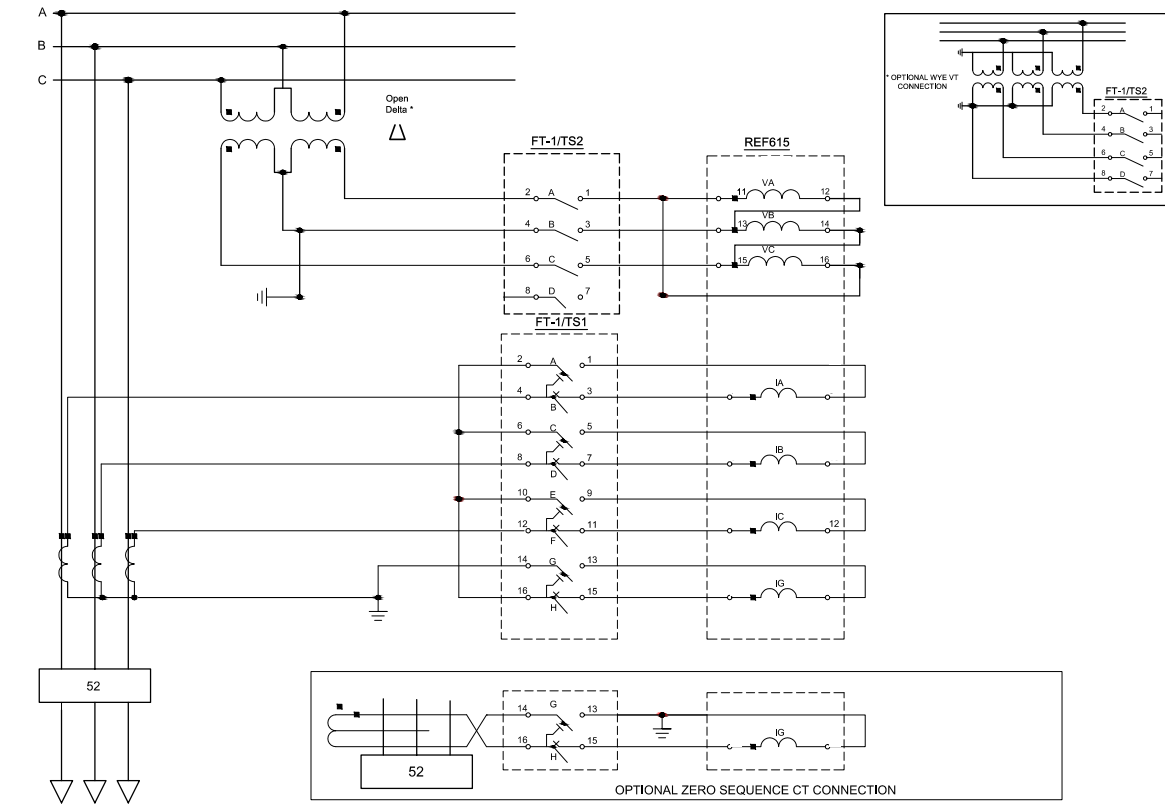 A
B
C
Open
Delta *
* OPTIONAL WYE VT
CONNECTION
FT-1/TS2
2 A 1
4 B 3
6 C 5
8 D 7
FT-1/TS2
REF615
2 A 1
11 VA 12
4 B 3
13 VB 14
6 C 5
15 VC 16
8 D 7
FT-1/TS1
2 A 1
4 B 3
IA
6 C 5
8 D 7
IB
10 E 9
12 F 11
IC 12
14 G 13
16 H 15
IG
52
14 G 13
16 H 15
IG
52
OPTIONAL ZERO SEQUENCE CT CONNECTION